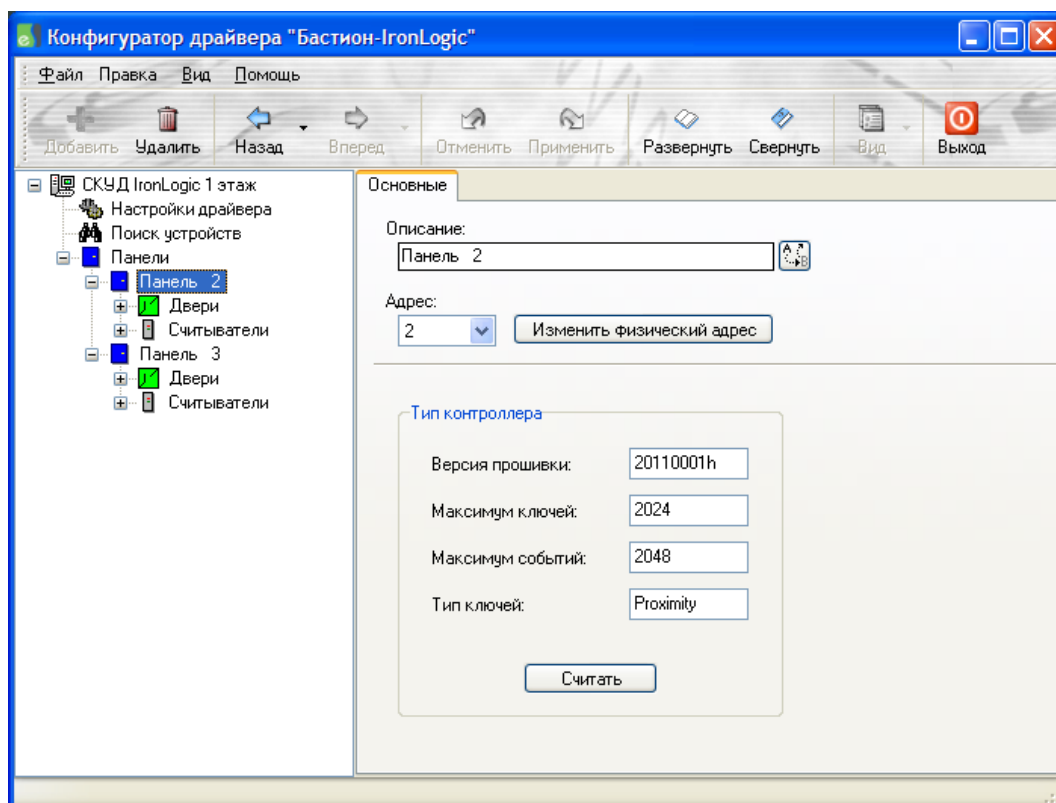 Конфигуратор драйвера "Бастион-IronLogic"
Файл Правка Вид Помощь
Добавить Удалить Назад Вперед Отменить Применить Развернуть Свернуть Вид Выход
СКУД IronLogic 1 этаж
Настройки драйвера
Поиск устройств
Панели
Панель 2
Двери
Считыватели
Панель 3
Двери
Считыватели
Основные
Описание:
Панель 2
Адрес:
2 Изменить физический адрес
Тип контроллера
Версия прошивки: 20110001h
Максимум ключей: 2024
Максимум событий: 2048
Тип ключей: Proximity
Считать